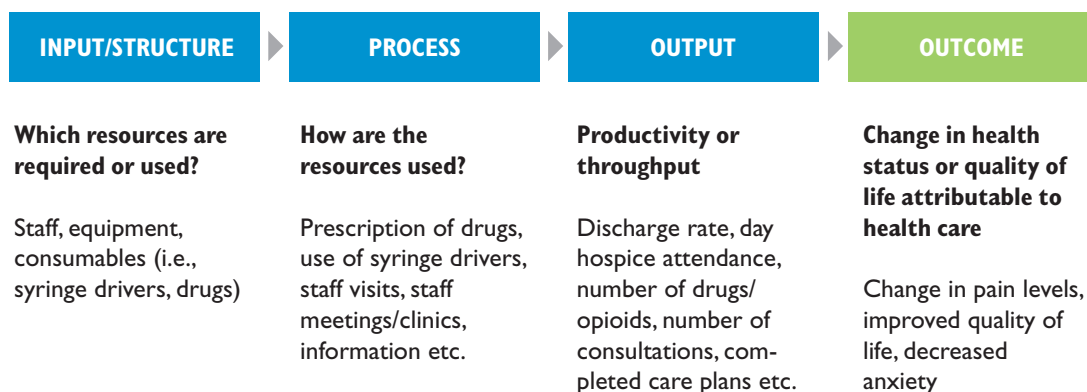 INPUT/STRUCTURE
PROCESS
OUTPUT
OUTCOME
Which resources are
required or used?
Staff, equipment,
consumables (i.e.,
syringe drivers, drugs)
How are the
resources used?
Prescription of drugs,
use of syringe drivers,
staff visits, staff
meetings/clinics,
information etc.
Productivity or
throughput
Discharge rate, day
hospice attendance,
number of drugs/
opioids, number of
consultations, com-
pleted care plans etc.
Change in health
status or quality of
life attributable to
health care
Change in pain levels,
improved quality of
life, decreased
anxiety